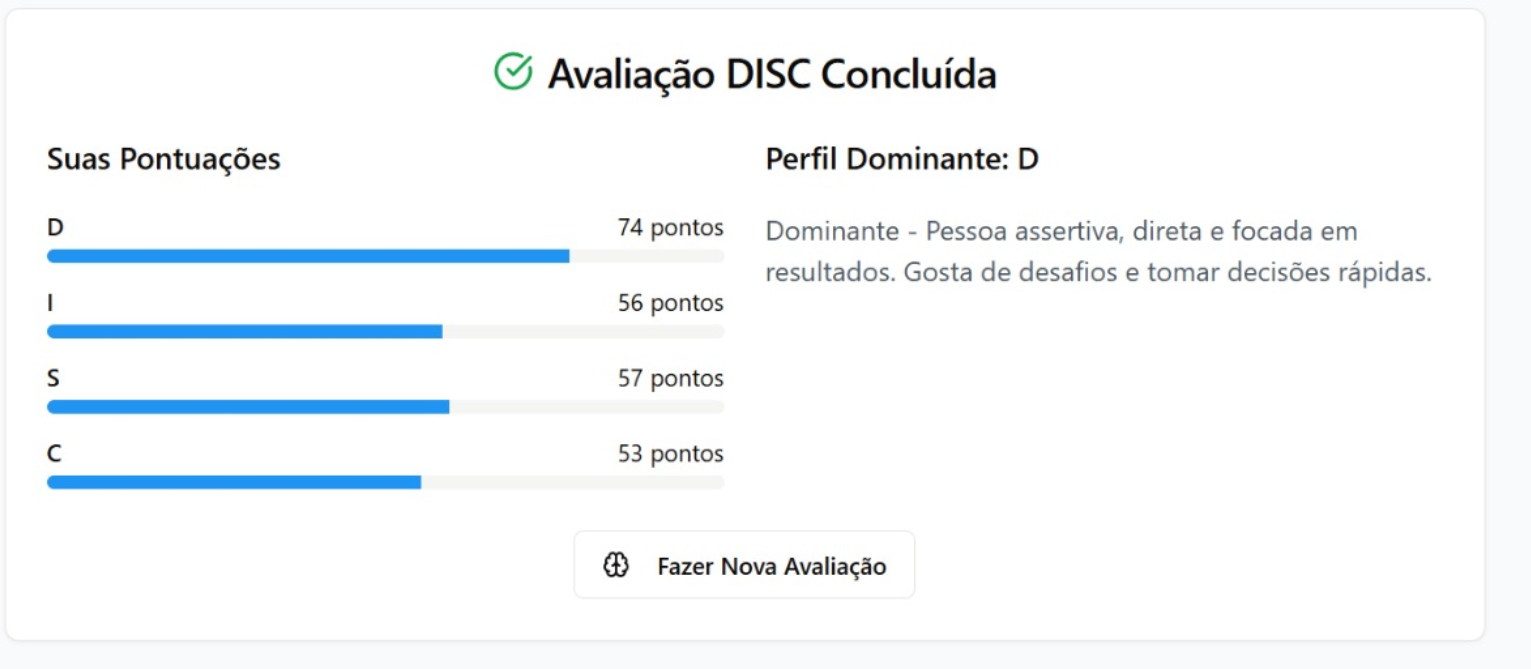 Avaliação DISC Concluída
Suas Pontuações
D 74 pontos
I 56 pontos
S 57 pontos
C 53 pontos
Perfil Dominante: D
Dominante - Pessoa assertiva, direta e focada em
resultados. Gosta de desafios e tomar decisões rápidas.
Fazer Nova Avaliação